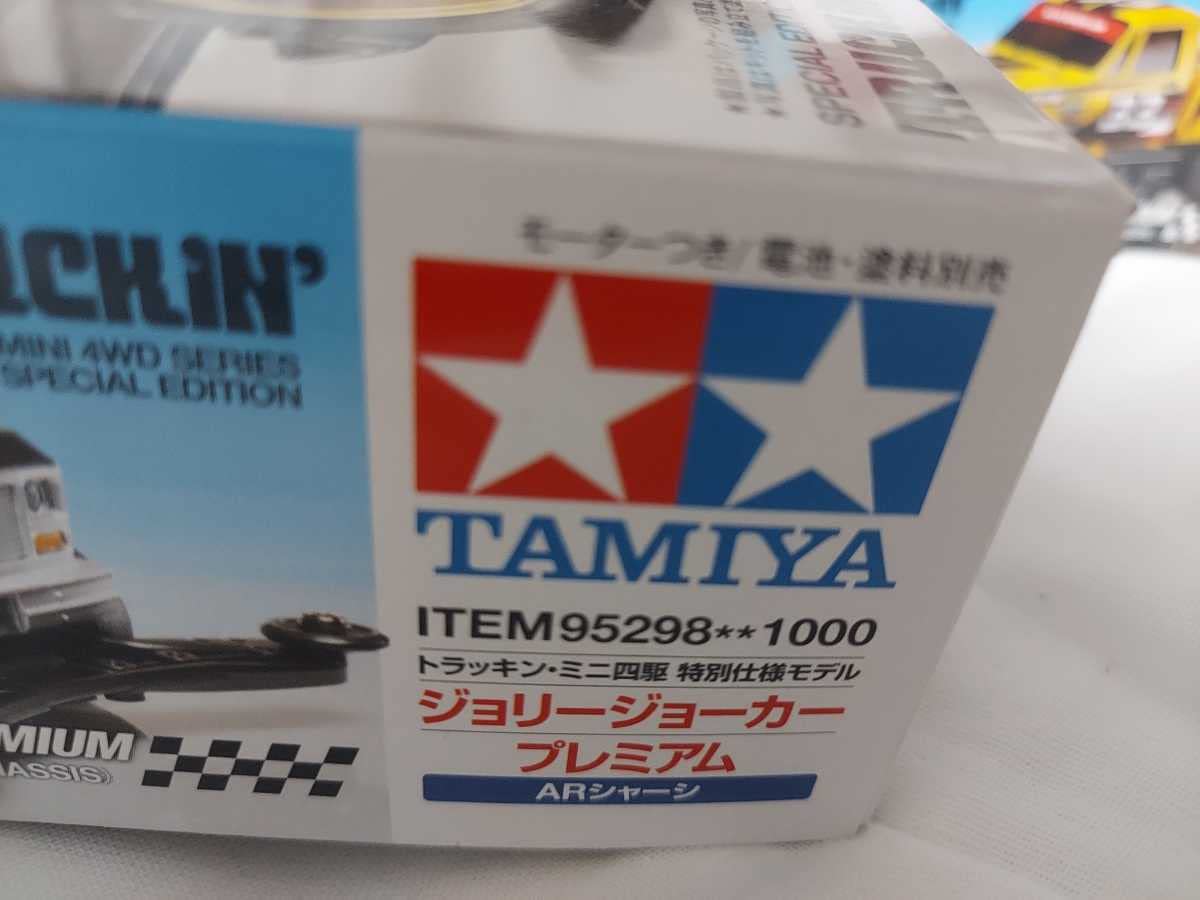 SPECIAL EDITION
モーターつき/電池・塗料別売
ACKIN'
MINI 4WD SERIES
SPECIAL EDITION
TAMIYA
ITEM95298**1000
トラッキン・ミニ四駆 特別仕様モデル
ジョリージョーカー
プレミアム
ARシャーシ
MIUM
HASSIS)